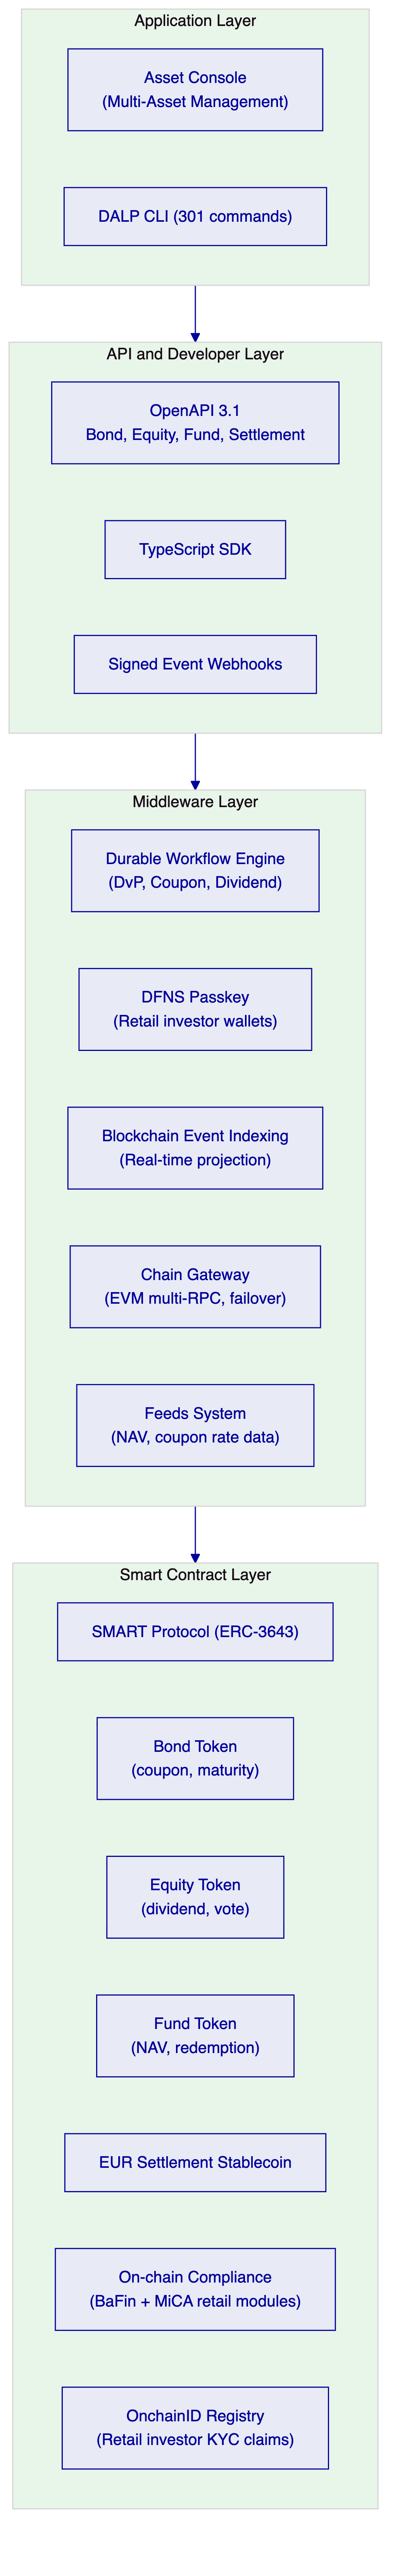 Application Layer
Asset Console
(Multi-Asset Management)
DALP CLI (301 commands)
API and Developer Layer
OpenAPI 3.1
Bond, Equity, Fund, Settlement
TypeScript SDK
Signed Event Webhooks
Middleware Layer
Durable Workflow Engine
(DvP, Coupon, Dividend)
DFNS Passkey
(Retail investor wallets)
Blockchain Event Indexing
(Real-time projection)
Chain Gateway
(EVM multi-RPC, failover)
Feeds System
(NAV, coupon rate data)
Smart Contract Layer
SMART Protocol (ERC-3643)
Bond Token
(coupon, maturity)
Equity Token
(dividend, vote)
Fund Token
(NAV, redemption)
EUR Settlement Stablecoin
On-chain Compliance
(BaFin + MiCA retail modules)
OnchainID Registry
(Retail investor KYC claims)